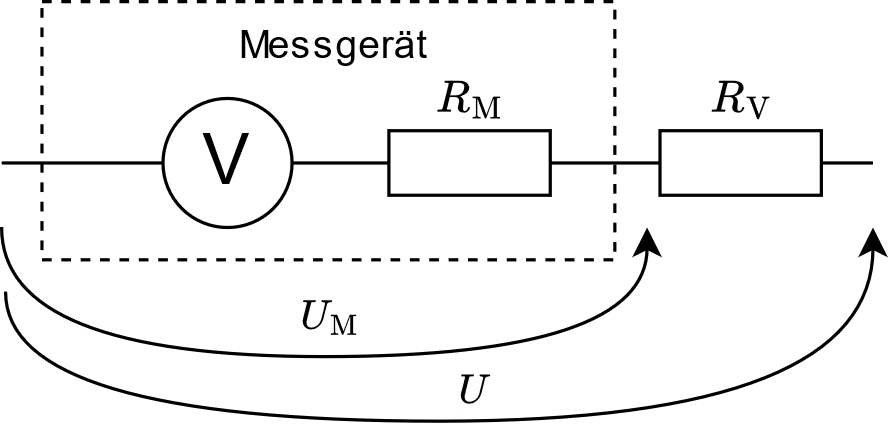 Messgerät
R_M
R_V
V
U_M
U